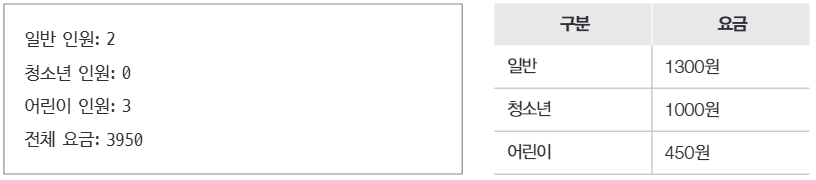 일반 인원: 2
청소년 인원: 0
어린이 인원: 3
전체 요금: 3950
구분 요금
일반 1300원
청소년 1000원
어린이 450원